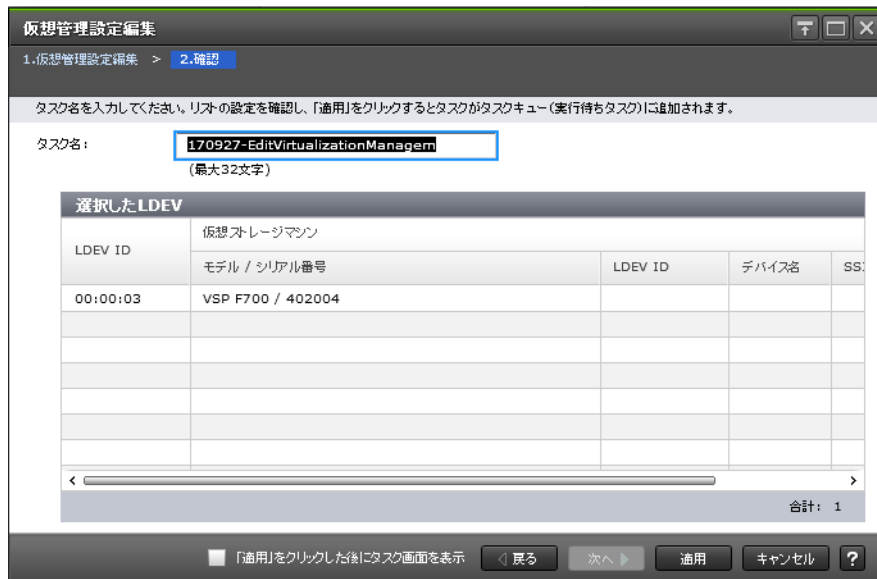 仮想管理設定編集
1.仮想管理設定編集 > 2.確認
タスク名を入力してください。リストの設定を確認し、「適用」をクリックするとタスクがタスクキュー(実行待ちタスク)に追加されます。
タスク名: 170927-EditVirtualizationManagem
(最大32文字)
選択したLDEV
LDEV ID 仮想ストレージマシン
モデル / シリアル番号 LDEV ID デバイス名 SS
00:00:03 VSP F700 / 402004
合計: 1
「適用」をクリックした後にタスク画面を表示 戻る 次へ 適用 キャンセル ?